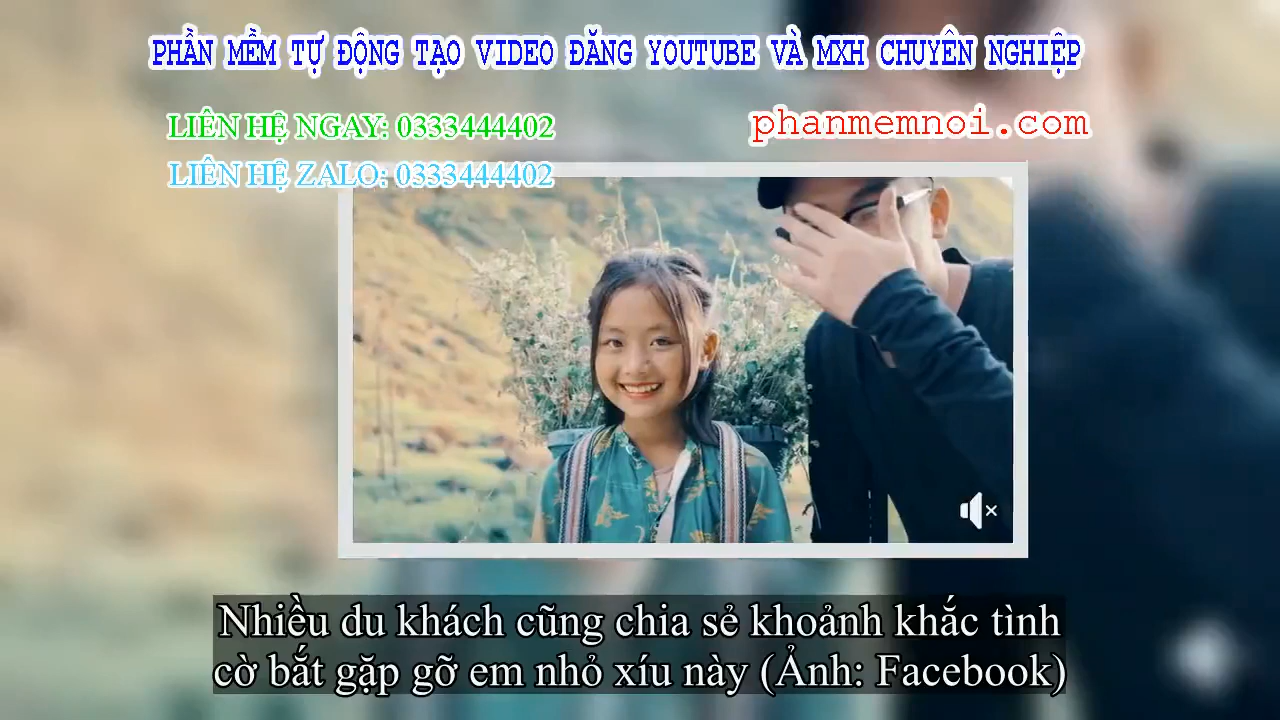 PHẦN MỀM TỰ ĐỘNG TẠO VIDEO ĐĂNG YOUTUBE VÀ MXH CHUYÊN NGHIỆP
LIÊN HỆ NGAY: 0333444402
phanmemnoi.com
LIÊN HỆ ZALO: 0333444402
Nhiều du khách cũng chia sẻ khoảnh khắc tình
cờ bắt gặp gỡ em nhỏ xíu này (Ảnh: Facebook)